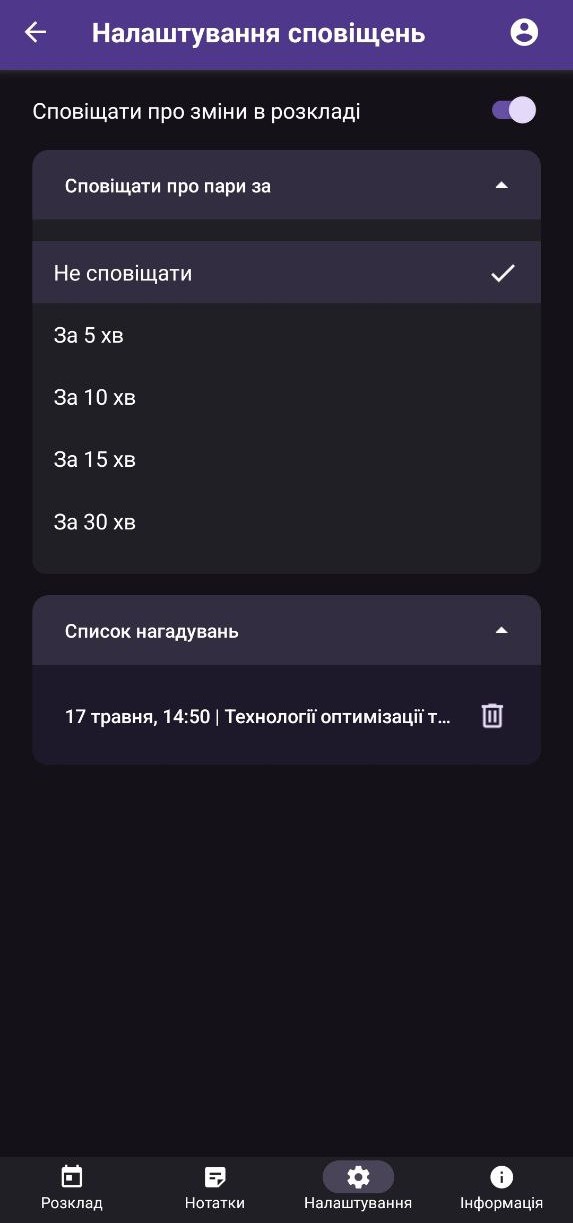 Налаштування сповіщень
Сповіщати про зміни в розкладі
Сповіщати про пари за
Не сповіщати
За 5 хв
За 10 хв
За 15 хв
За 30 хв
Список нагадувань
17 травня, 14:50 | Технології оптимізації т...
Розклад
Нотатки
Налаштування
Інформація